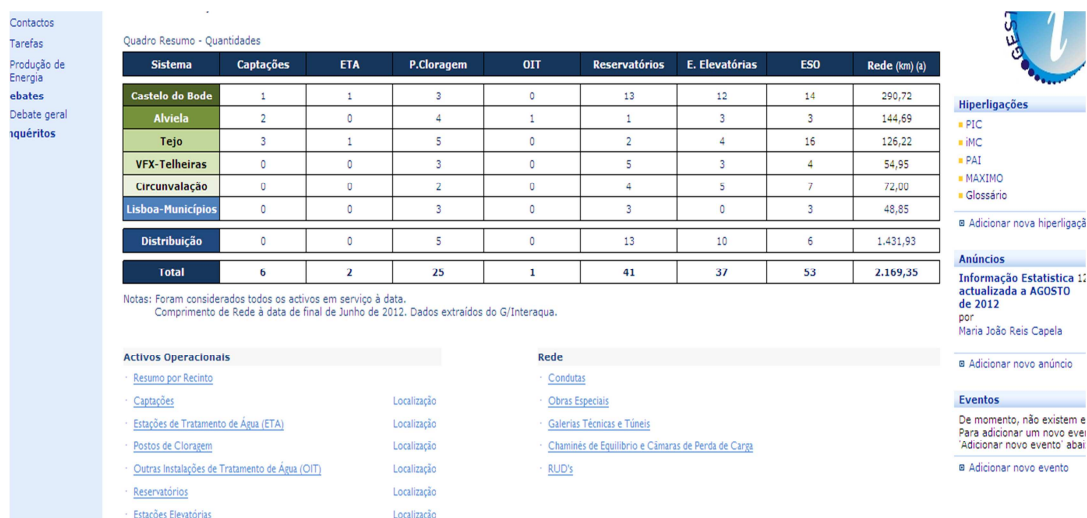 Contactos
Tarefas
Produção de
Energia
ebates
Debate geral
nquéritos
Quadro Resumo - Quantidades
Sistema Captações ETA P.Cloragem OIT Reservatórios E. Elevatórias ESO Rede (km) (a)
Castelo do Bode 1 1 3 0 13 12 14 290,72
Alviela 2 0 4 1 1 3 3 144,69
Tejo 3 1 5 0 2 4 16 126,22
VFX-Telheiras 0 0 3 0 5 3 4 54,95
Circunvalação 0 0 2 0 4 5 7 72,00
Lisboa-Municípios 0 0 3 0 3 0 3 48,85
Distribuição 0 0 5 0 13 10 6 1.431,93
Total 6 2 25 1 41 37 53 2.169,35
Notas: Foram considerados todos os activos em serviço à data.
Comprimento de Rede à data de final de Junho de 2012. Dados extraídos do G/Interaqua.
Activos Operacionais
Resumo por Recinto
Captações Localização
Estações de Tratamento de Água (ETA) Localização
Postos de Cloragem Localização
Outras Instalações de Tratamento de Água (OIT) Localização
Reservatórios Localização
Estações Elevatórias Localização
Rede
Condutas
Obras Especiais
Galerias Técnicas e Túneis
Chaminés de Equilíbrio e Câmaras de Perda de Carga
RUD's
GES
i
Hiperligações
PIC
iMC
PAI
MAXIMO
Glossário
Adicionar nova hiperligaçã
Anúncios
Informação Estatistica 12
actualizada a AGOSTO
de 2012
por
Maria João Reis Capela
Adicionar novo anúncio
Eventos
De momento, não existem e
Para adicionar um novo eve
'Adicionar novo evento' abai
Adicionar novo evento